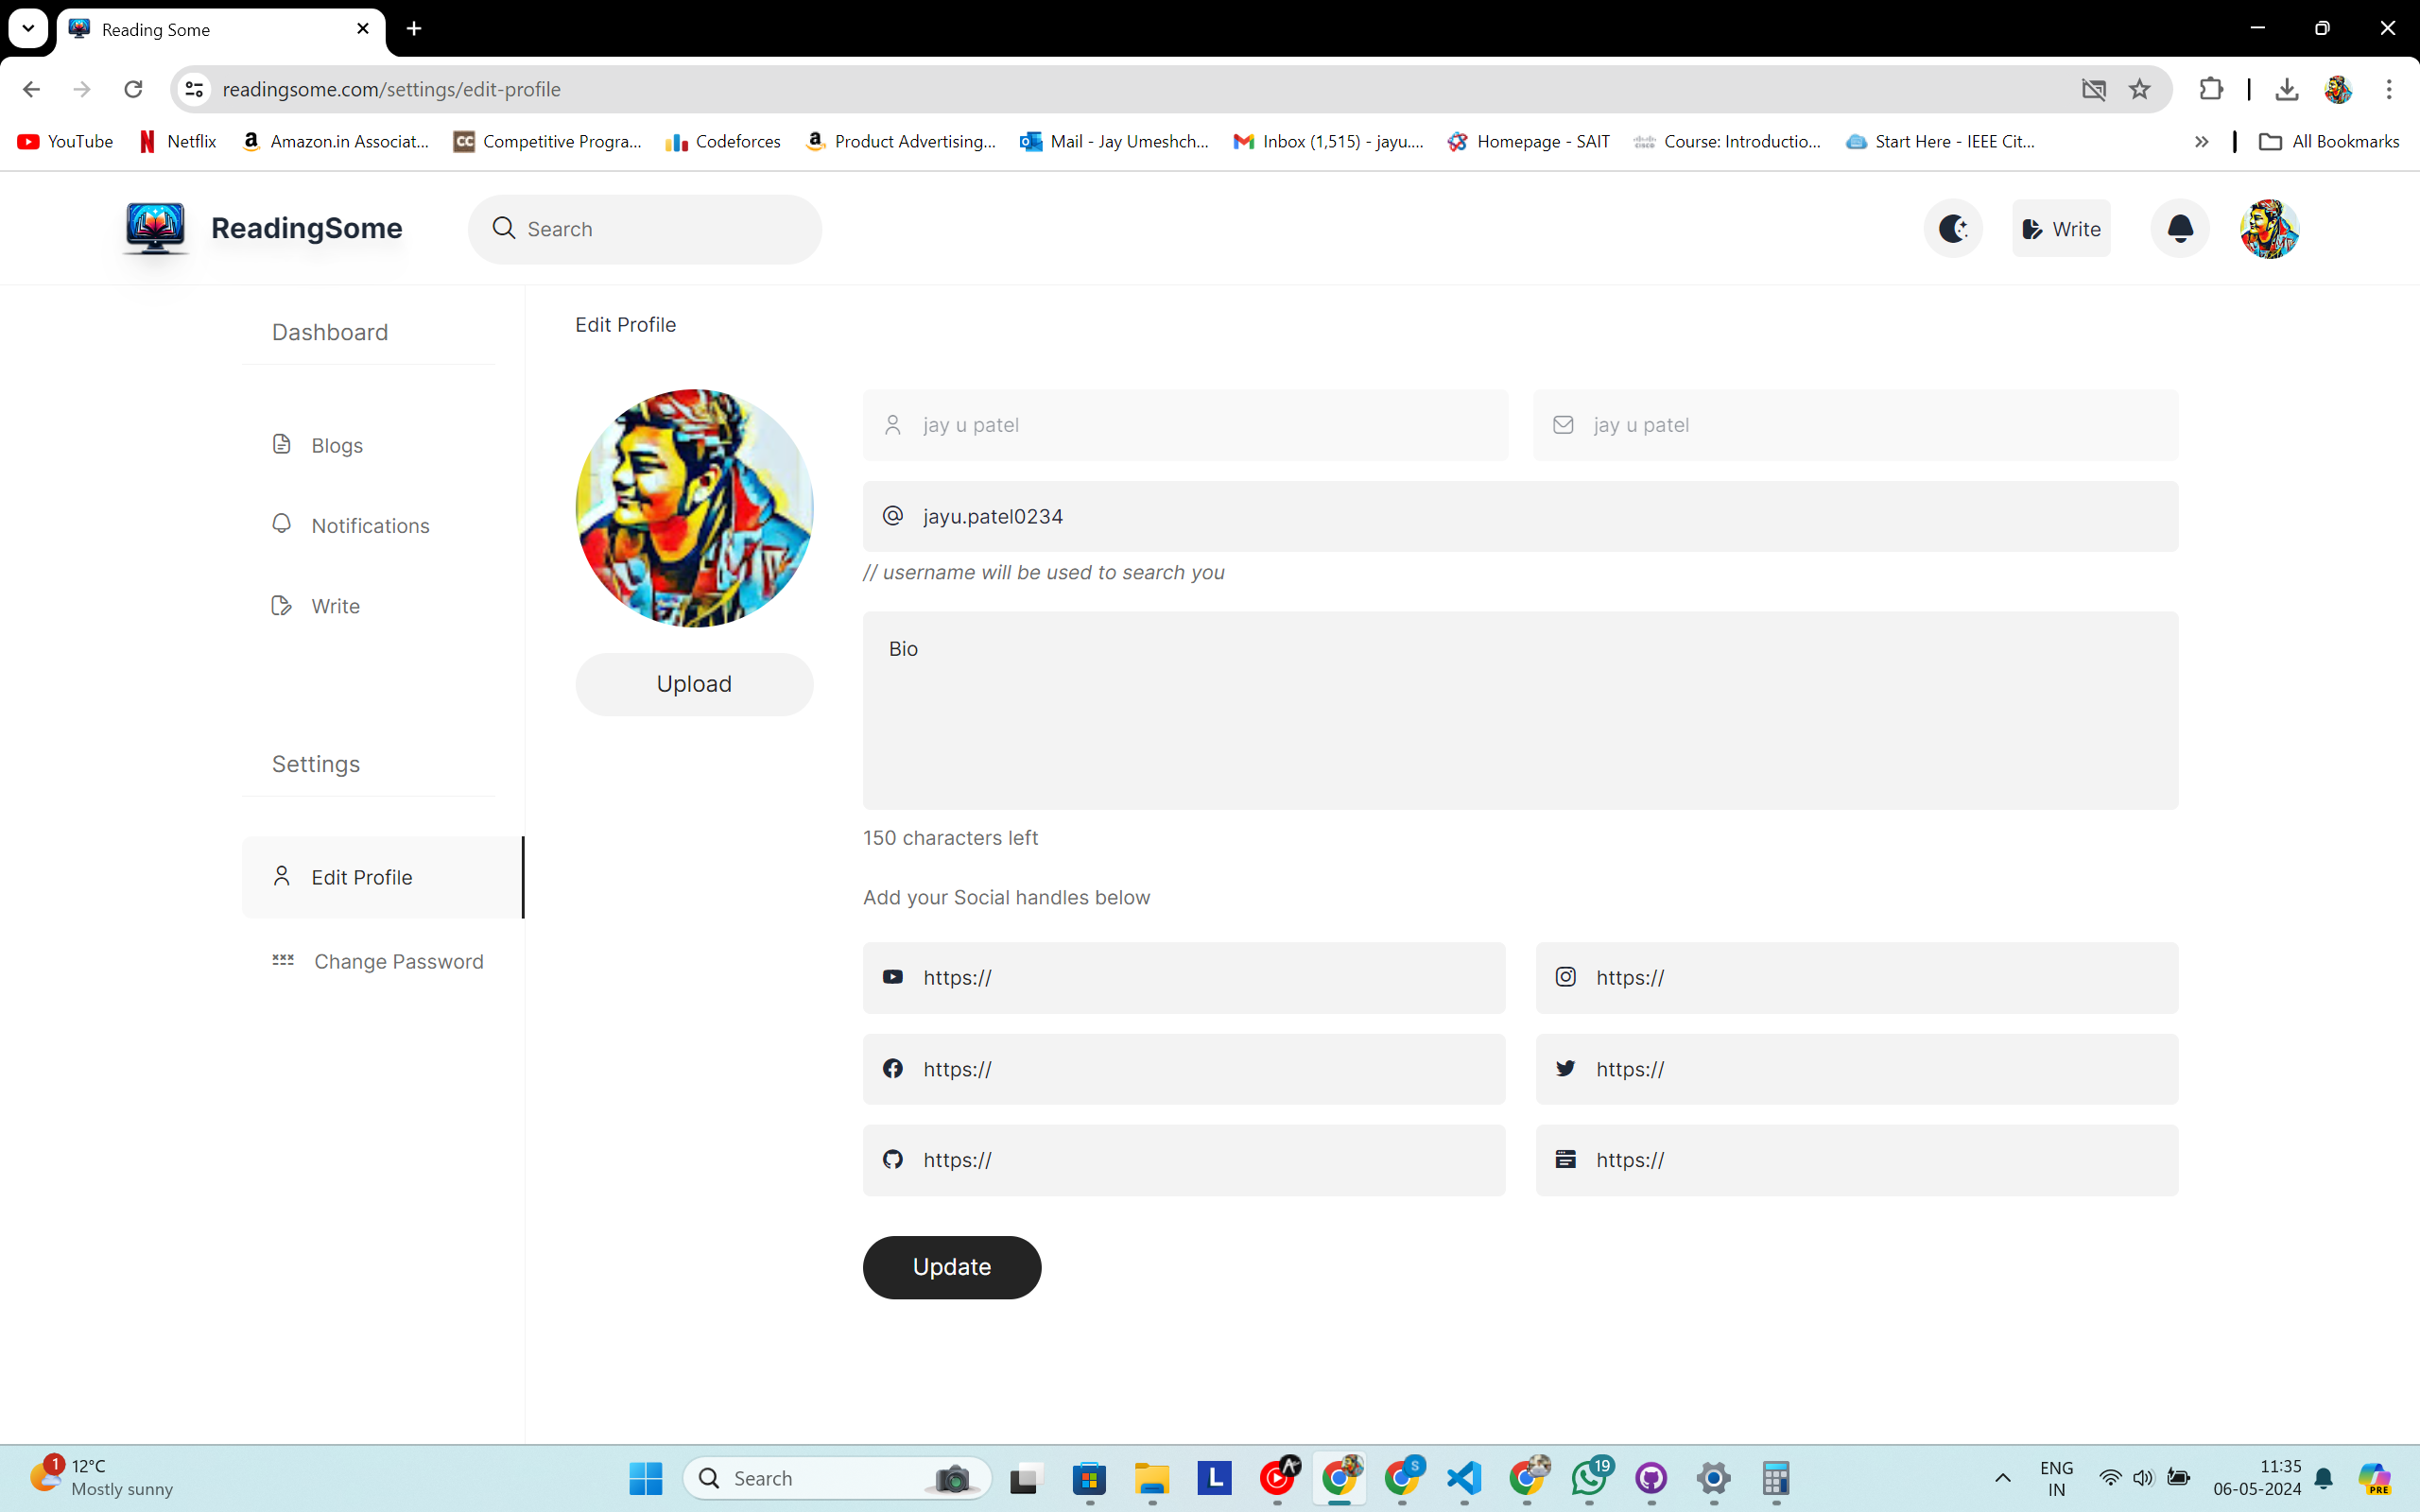 Reading Some
readingsome.com/settings/edit-profile
YouTube
Netflix
Amazon.in Associat...
Competitive Progra...
Codeforces
Product Advertising...
Mail - Jay Umeshch...
Inbox (1,515) - jayu....
Homepage - SAIT
Course: Introductio...
Start Here - IEEE Cit...
All Bookmarks
ReadingSome
Search
Write
Dashboard
Blogs
Notifications
Write
Settings
Edit Profile
Change Password
Edit Profile
Upload
jay u patel
jay u patel
@ jayu.patel0234
// username will be used to search you
Bio
150 characters left
Add your Social handles below
https://
https://
https://
https://
https://
https://
Update
1
12°C
Mostly sunny
Search
L
S
19
ENG
IN
11:35
06-05-2024
PRE